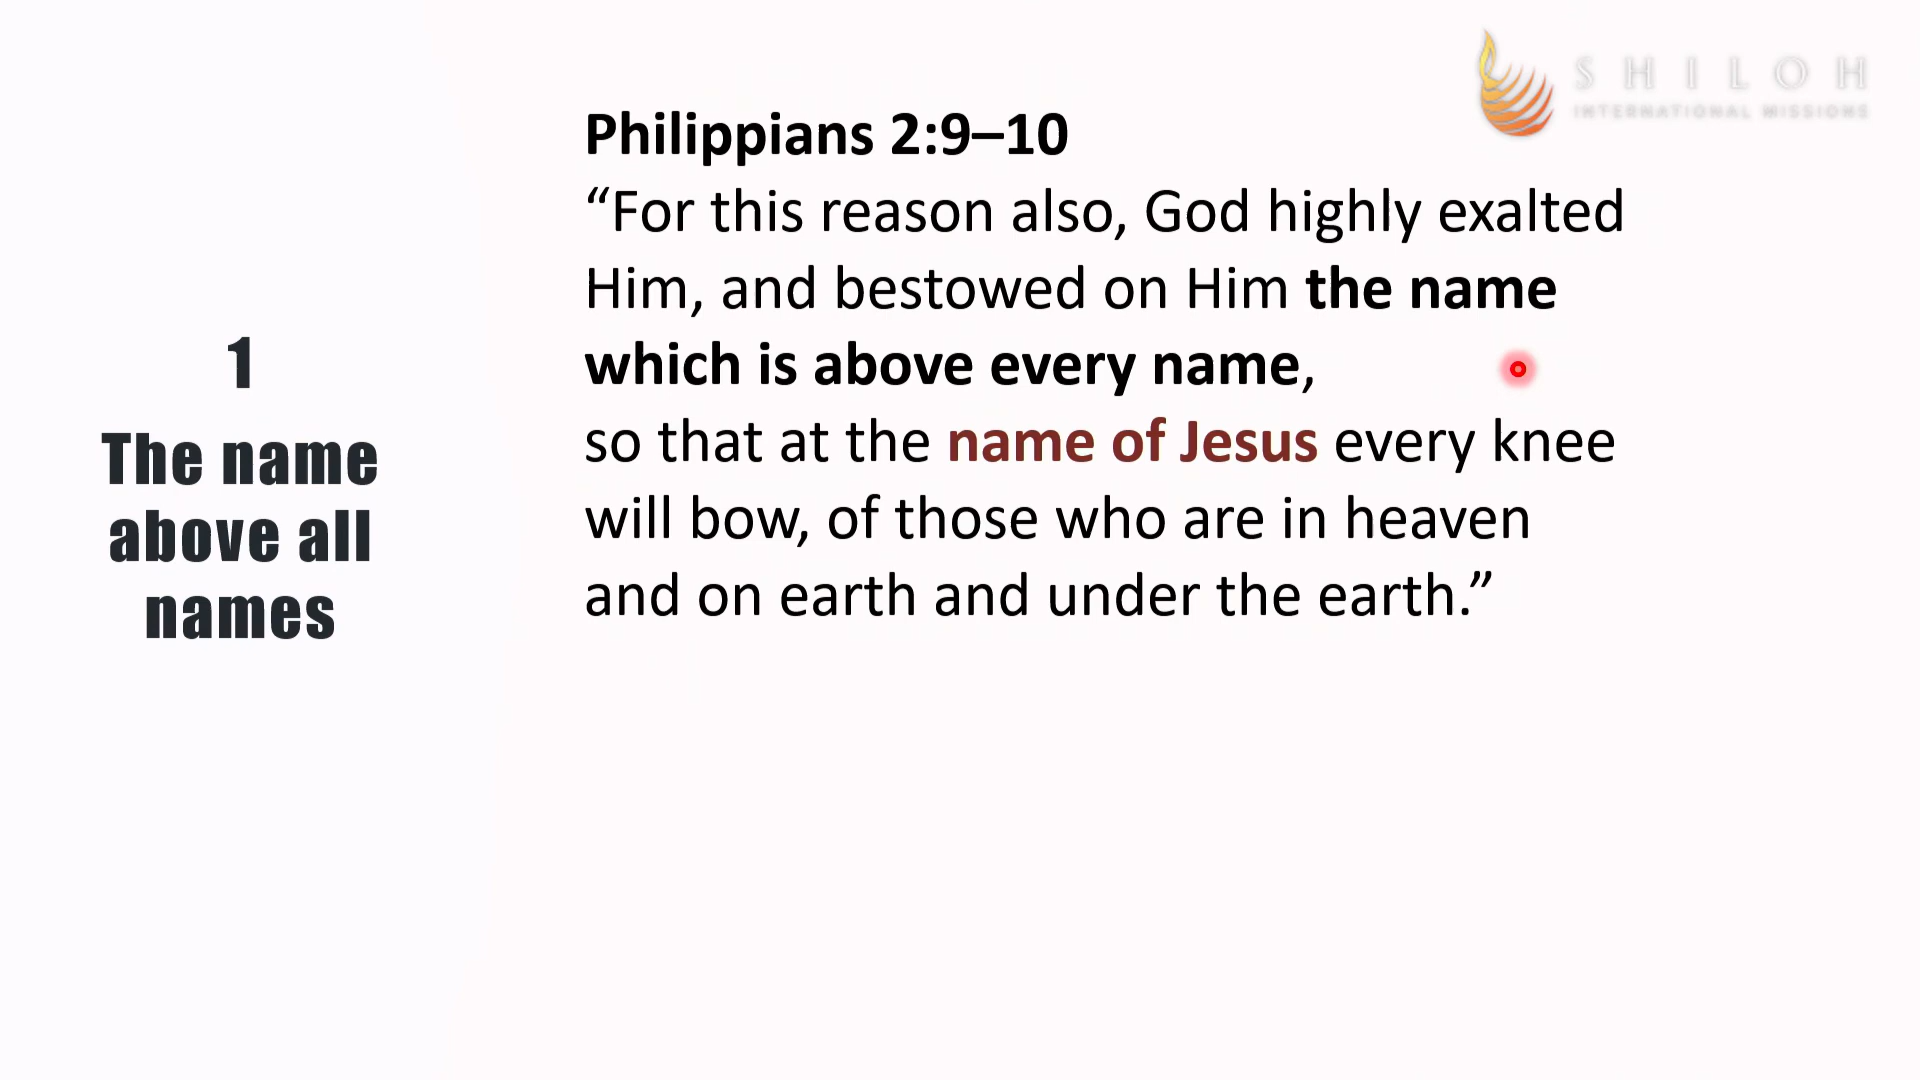 SHILOH
INTERNATIONAL MISSIONS
Philippians 2:9–10
“For this reason also, God highly exalted
Him, and bestowed on Him the name
which is above every name,
so that at the name of Jesus every knee
will bow, of those who are in heaven
and on earth and under the earth.”
1
The name
above all
names